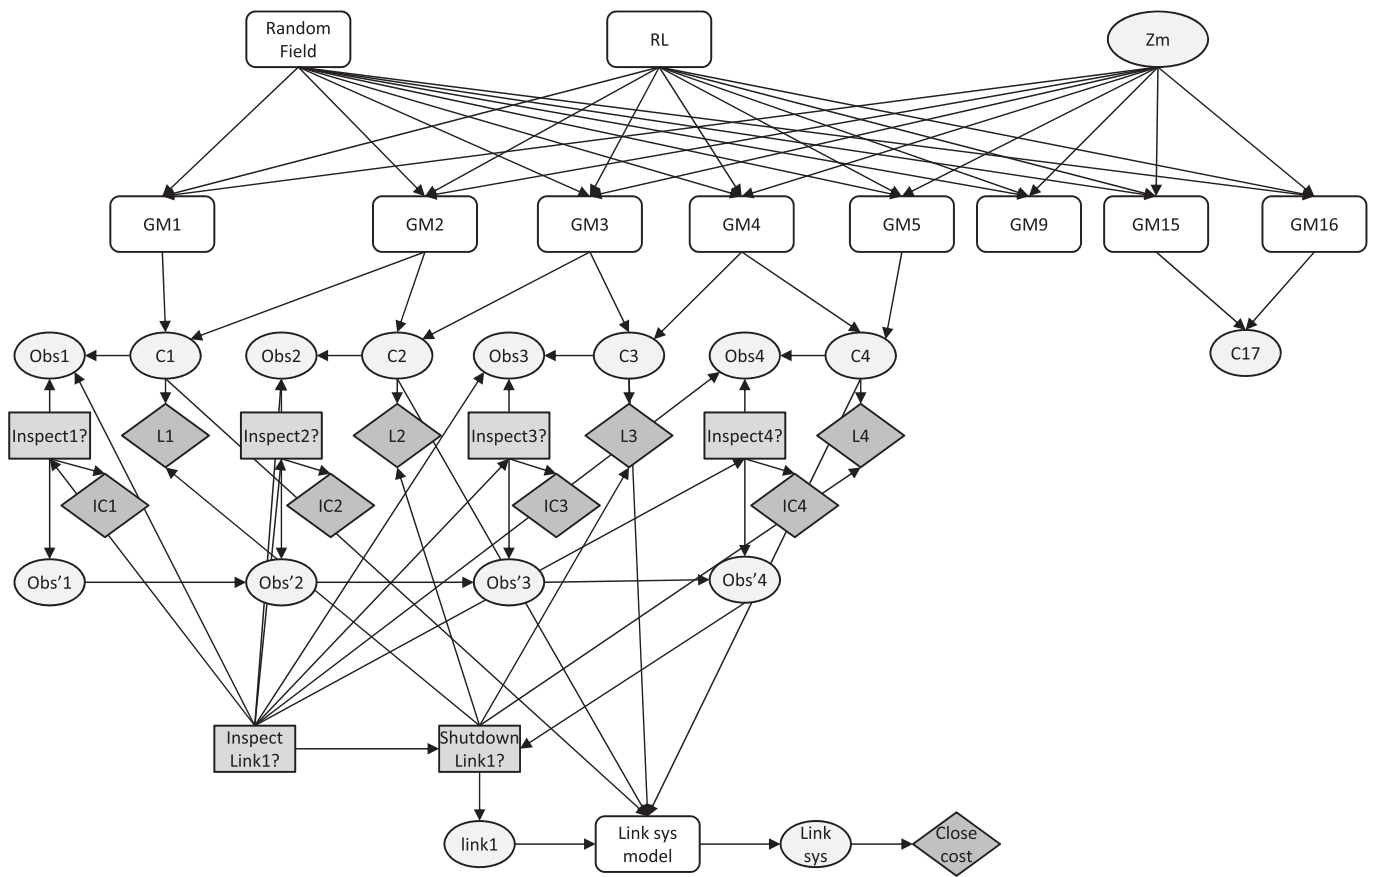 Random
Field
RL
Zm
GM1
GM2
GM3
GM4
GM5
GM9
GM15
GM16
Obs1
C1
Obs2
C2
Obs3
C3
Obs4
C4
C17
Inspect1?
L1
Inspect2?
L2
Inspect3?
L3
Inspect4?
L4
IC1
IC2
IC3
IC4
Obs’1
Obs’2
Obs’3
Obs’4
Inspect
Link1?
Shutdown
Link1?
link1
Link sys
model
Link
sys
Close
cost